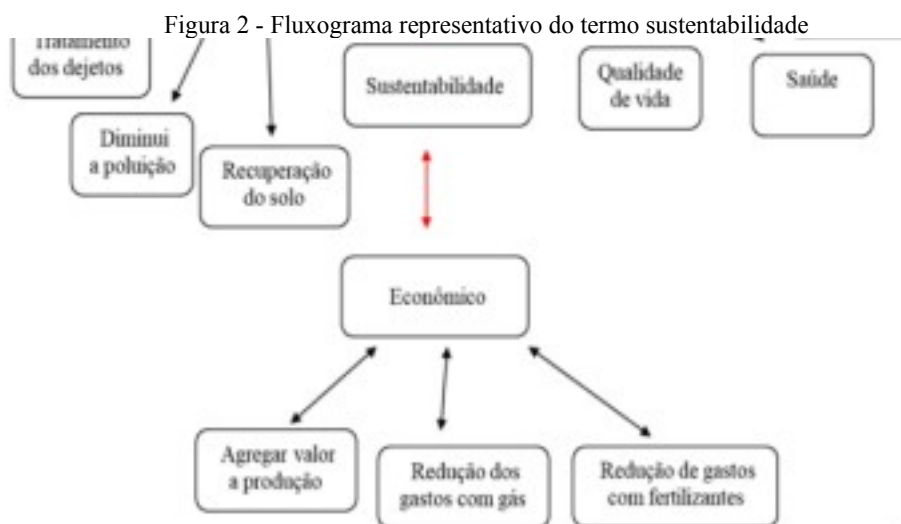 Figura 2 - Fluxograma representativo do termo sustentabilidade
Tratamento
dos dejetos
Sustentabilidade
Qualidade
de vida
Saúde
Diminui
a poluição
Recuperação
do solo
Econômico
Agregar valor
a produção
Redução dos
gastos com gás
Redução de gastos
com fertilizantes